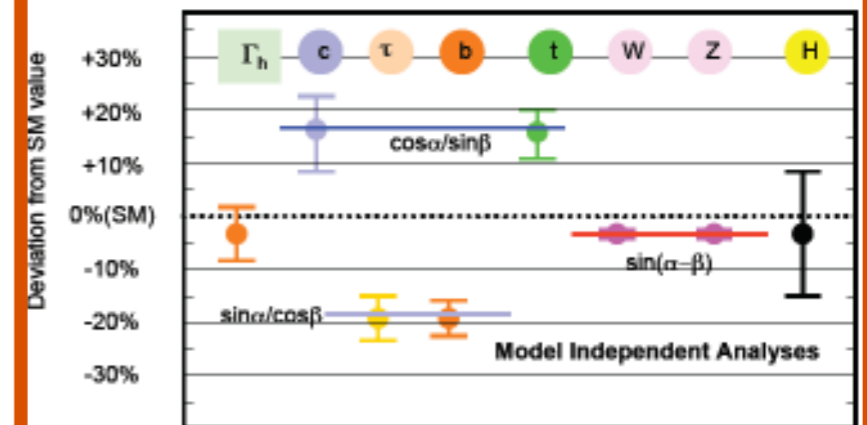 Deviation from SM value
+30%
+20%
+10%
0%(SM)
-10%
-20%
-30%
Γh c τ b t W Z H
cosα/sinβ
sin(α−β)
sinα/cosβ
Model Independent Analyses